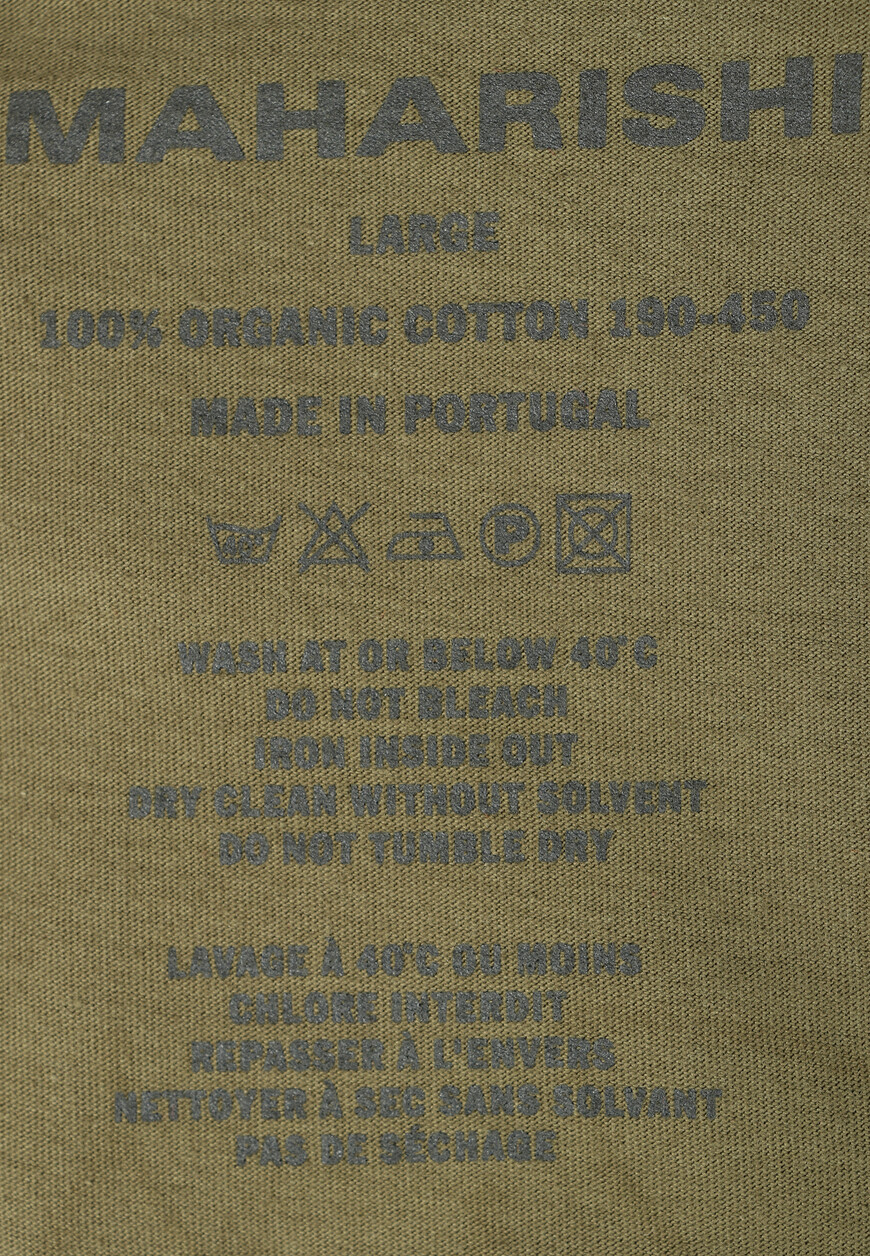 MAHARISHI
LARGE
100% ORGANIC COTTON 190-450
MADE IN PORTUGAL
40° P
WASH AT OR BELOW 40°C
DO NOT BLEACH
IRON INSIDE OUT
DRY CLEAN WITHOUT SOLVENT
DO NOT TUMBLE DRY
LAVAGE À 40°C OU MOINS
CHLORE INTERDIT
REPASSER À L'ENVERS
NETTOYER À SEC SANS SOLVANT
PAS DE SÉCHAGE